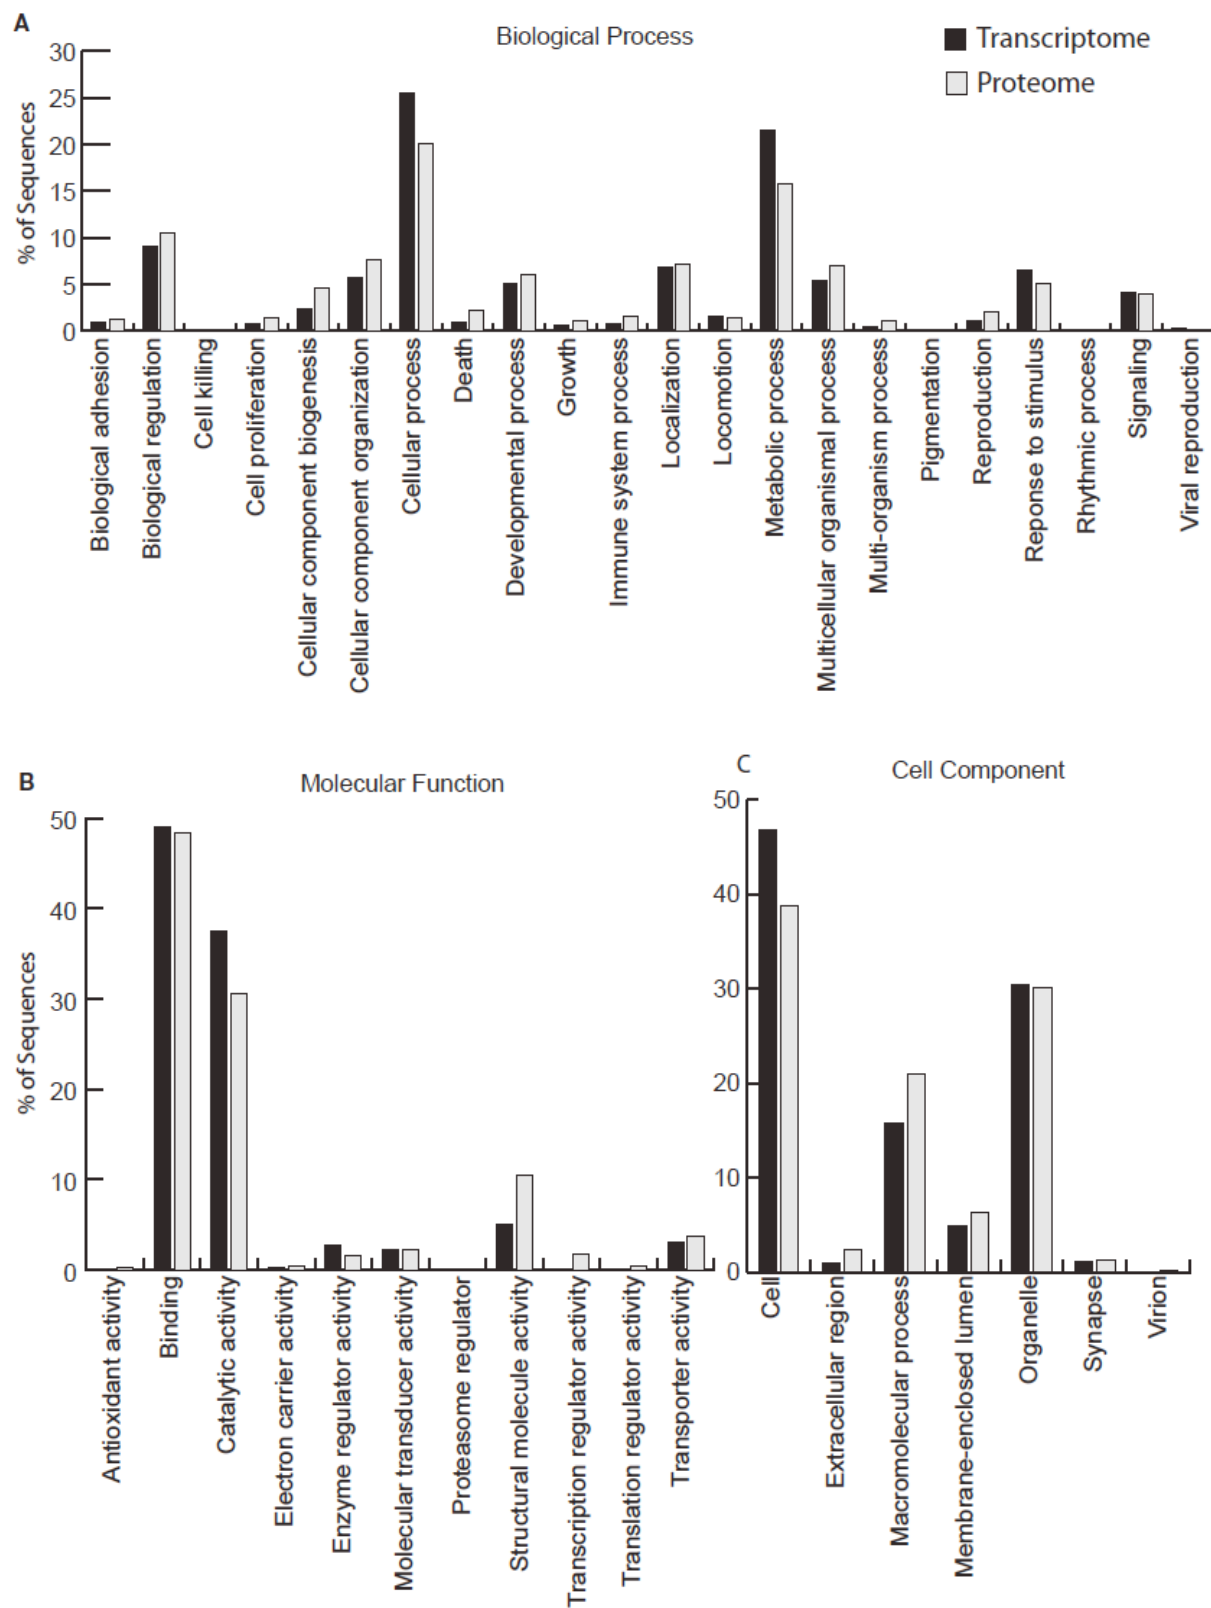 A
Biological Process
Transcriptome
Proteome
% of Sequences
30
25
20
15
10
5
0
Biological adhesion
Biological regulation
Cell killing
Cell proliferation
Cellular component biogenesis
Cellular component organization
Cellular process
Death
Developmental process
Growth
Immune system process
Localization
Locomotion
Metabolic process
Multicellular organismal process
Multi-organism process
Pigmentation
Reproduction
Reponse to stimulus
Rhythmic process
Signaling
Viral reproduction
B
Molecular Function
% of Sequences
50
40
30
20
10
0
Antioxidant activity
Binding
Catalytic activity
Electron carrier activity
Enzyme regulator activity
Molecular transducer activity
Proteasome regulator
Structural molecule activity
Transcription regulator activity
Translation regulator activity
Transporter activity
C
Cell Component
50
40
30
20
10
0
Cell
Extracellular region
Macromolecular process
Membrane-enclosed lumen
Organelle
Synapse
Virion